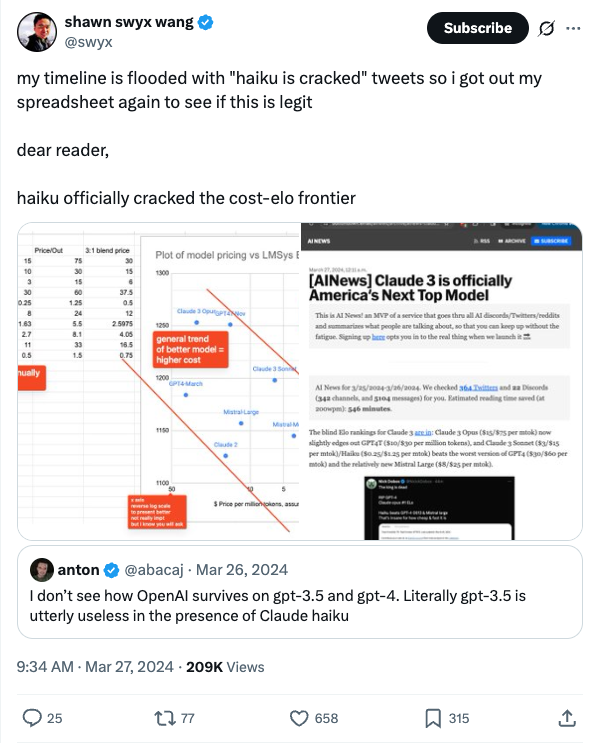 shawn swyx wang
@swyx
Subscribe
my timeline is flooded with "haiku is cracked" tweets so i got out my
spreadsheet again to see if this is legit
dear reader,
haiku officially cracked the cost-elo frontier
Price/Out 3:1 blend price
15 75 30
10 30 15
3 15 6
30 60 37.5
0.25 1.25 0.5
8 24 12
1.63 5.5 2.5975
2.7 8.1 4.05
11 33 16.5
0.5 1.5 0.75
nually
Plot of model pricing vs LMSys E
1300
1250
1200
1150
1100
Claude 3 Opus
general trend
of better model =
higher cost
Claude 3 Sonnet
GPT4-March
Mistral-Large
Mistral-M
Claude 2
50
10
5
$ Price per million tokens, assu
x axis
reverse log scale
to present better
not really legit
but i knew you will ask
AI NEWS
RSS
ARCHIVE
SUBSCRIBE
March 27, 2024
[AINews] Claude 3 is officially
America's Next Top Model
This is AI News! an MVP of a service that goes thru all AI discords/Twitters/reddits
and summarizes what people are talking about, so that you can keep up without the
fatigue. Signing up here opts you in to the real thing when we launch it
AI News for 3/25/2024-3/26/2024. We checked 364 Twitters and 22 Discords
(342 channels, and 5104 messages) for you. Estimated reading time saved (at
200wpm): 546 minutes.
The blind Elo rankings for Claude 3 are in: Claude 3 Opus ($15/$75 per mtok) now
slightly edges out GPT4T ($10/$30 per million tokens), and Claude 3 Sonnet ($3/$15
per mtok)/Haiku ($0.25/$1.25 per mtok) beats the worst version of GPT4 ($30/$60 per
mtok) and the relatively new Mistral Large ($8/$25 per mtok).
anton @abacaj · Mar 26, 2024
I don't see how OpenAI survives on gpt-3.5 and gpt-4. Literally gpt-3.5 is
utterly useless in the presence of Claude haiku
9:34 AM · Mar 27, 2024 · 209K Views
25
77
658
315